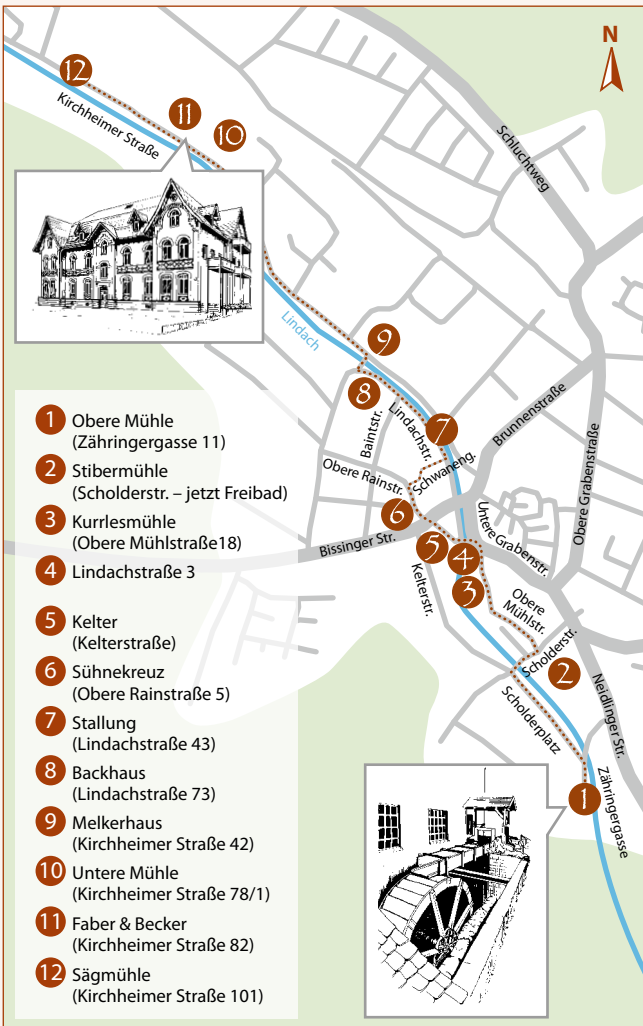 N
12
Kirchheimer Straße
11
10
Schluchtweg
Lindach
9
8
Baintstr.
Lindachstr.
7
Schwaneng.
Brunnenstraße
Obere Rainstr.
6
Bissinger Str.
Untere Grabenstr.
Obere Grabenstraße
5
4
3
Kelterstr.
Obere
Mühlstr.
Scholderstr.
2
Scholderplatz
Neidlinger Str.
1
Zähringergasse
1 Obere Mühle
(Zähringergasse 11)
2 Stibermühle
(Scholderstr. – jetzt Freibad)
3 Kurrlesmühle
(Obere Mühlstraße18)
4 Lindachstraße 3
5 Kelter
(Kelterstraße)
6 Sühnekreuz
(Obere Rainstraße 5)
7 Stallung
(Lindachstraße 43)
8 Backhaus
(Lindachstraße 73)
9 Melkerhaus
(Kirchheimer Straße 42)
10 Untere Mühle
(Kirchheimer Straße 78/1)
11 Faber & Becker
(Kirchheimer Straße 82)
12 Sägmühle
(Kirchheimer Straße 101)